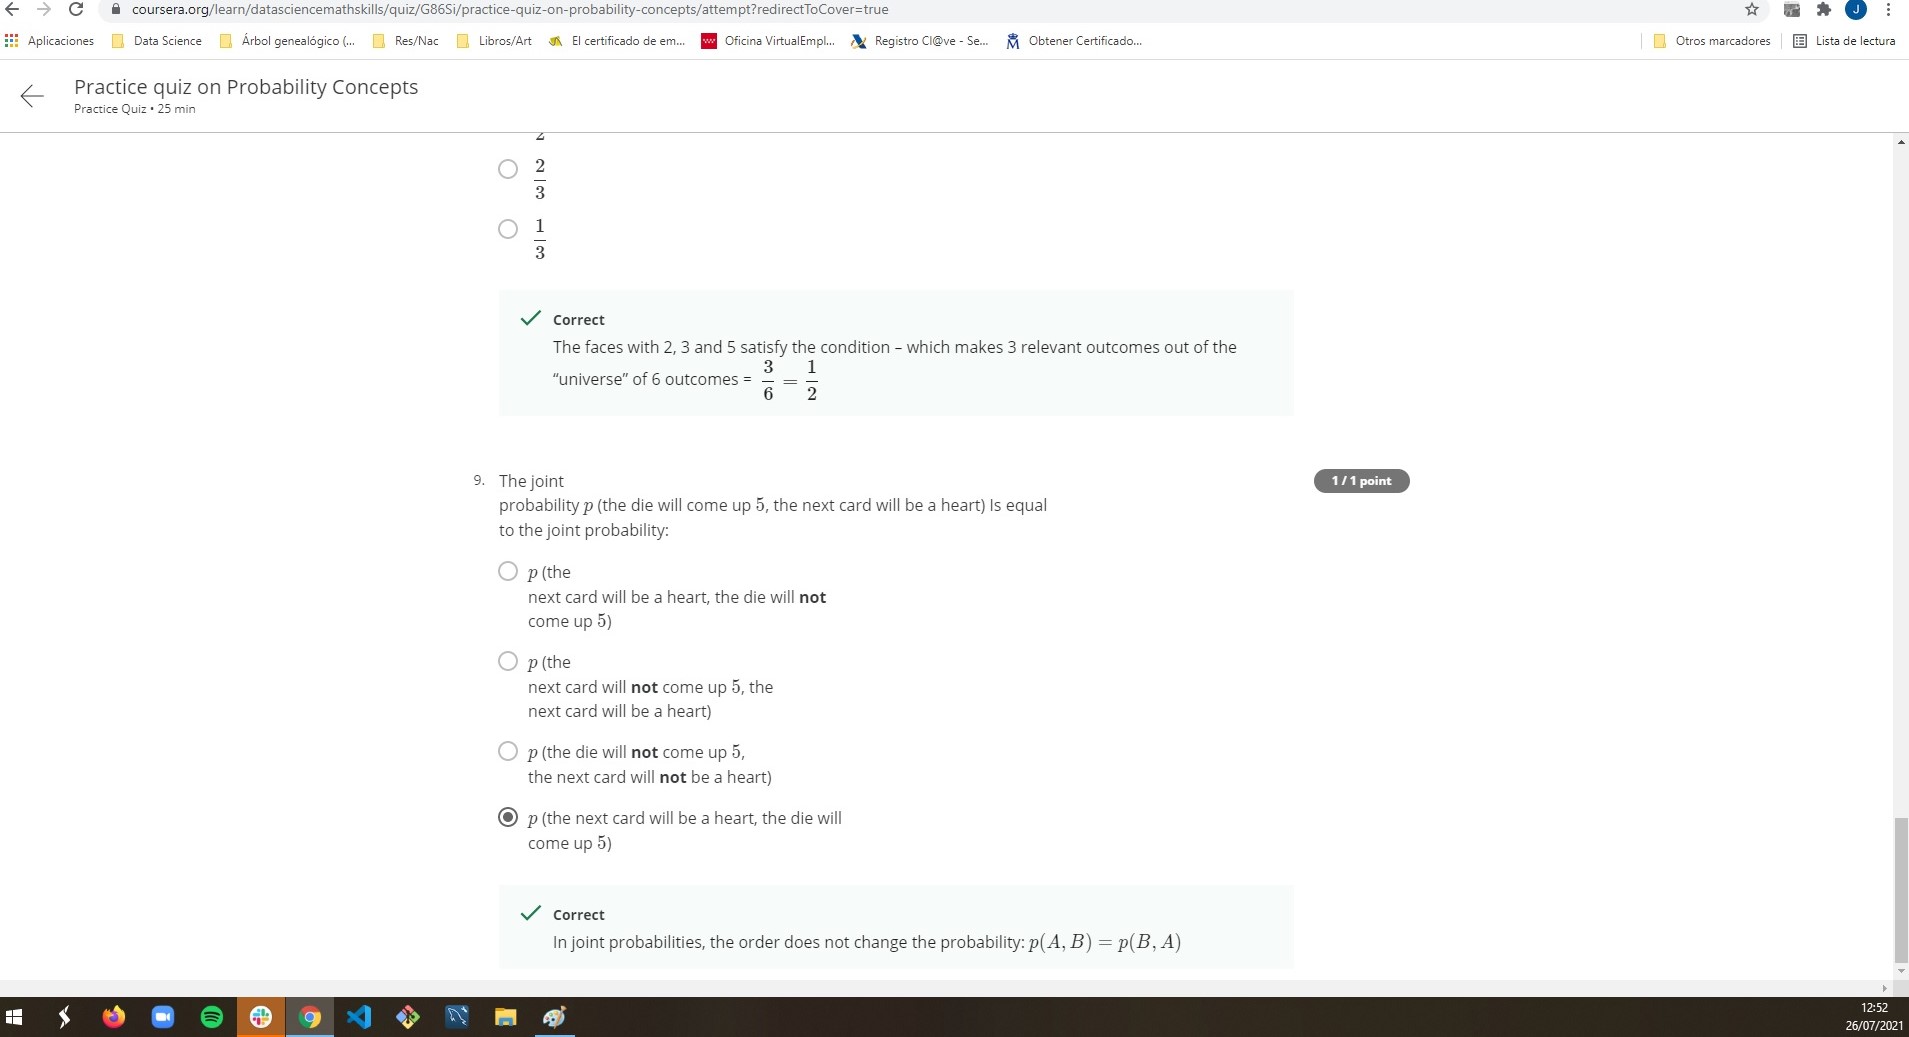 coursera.org/learn/datasciencemathskills/quiz/G86Si/practice-quiz-on-probability-concepts/attempt?redirectToCover=true
J
Aplicaciones Data Science Árbol genealógico (... Res/Nac Libros/Art El certificado de em... Oficina VirtualEmpl... Registro Cl@ve - Se... Obtener Certificado... Otros marcadores Lista de lectura
Practice quiz on Probability Concepts
Practice Quiz • 25 min
2
3
1
3
Correct
The faces with 2, 3 and 5 satisfy the condition – which makes 3 relevant outcomes out of the
“universe” of 6 outcomes = 3/6 = 1/2
9. The joint 1 / 1 point
probability p (the die will come up 5, the next card will be a heart) Is equal
to the joint probability:
p (the
next card will be a heart, the die will not
come up 5)
p (the
next card will not come up 5, the
next card will be a heart)
p (the die will not come up 5,
the next card will not be a heart)
p (the next card will be a heart, the die will
come up 5)
Correct
In joint probabilities, the order does not change the probability: p(A, B) = p(B, A)
12:52
26/07/2021